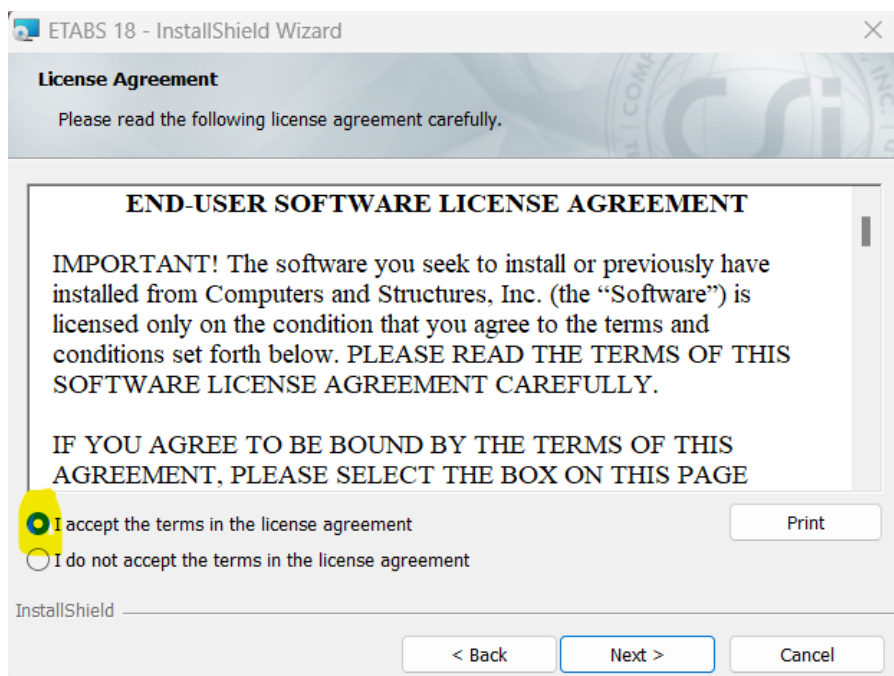 ETABS 18 - InstallShield Wizard
License Agreement
Please read the following license agreement carefully.
END-USER SOFTWARE LICENSE AGREEMENT
IMPORTANT! The software you seek to install or previously have
installed from Computers and Structures, Inc. (the “Software”) is
licensed only on the condition that you agree to the terms and
conditions set forth below. PLEASE READ THE TERMS OF THIS
SOFTWARE LICENSE AGREEMENT CAREFULLY.
IF YOU AGREE TO BE BOUND BY THE TERMS OF THIS
AGREEMENT, PLEASE SELECT THE BOX ON THIS PAGE
I accept the terms in the license agreement
Print
I do not accept the terms in the license agreement
InstallShield
< Back
Next >
Cancel